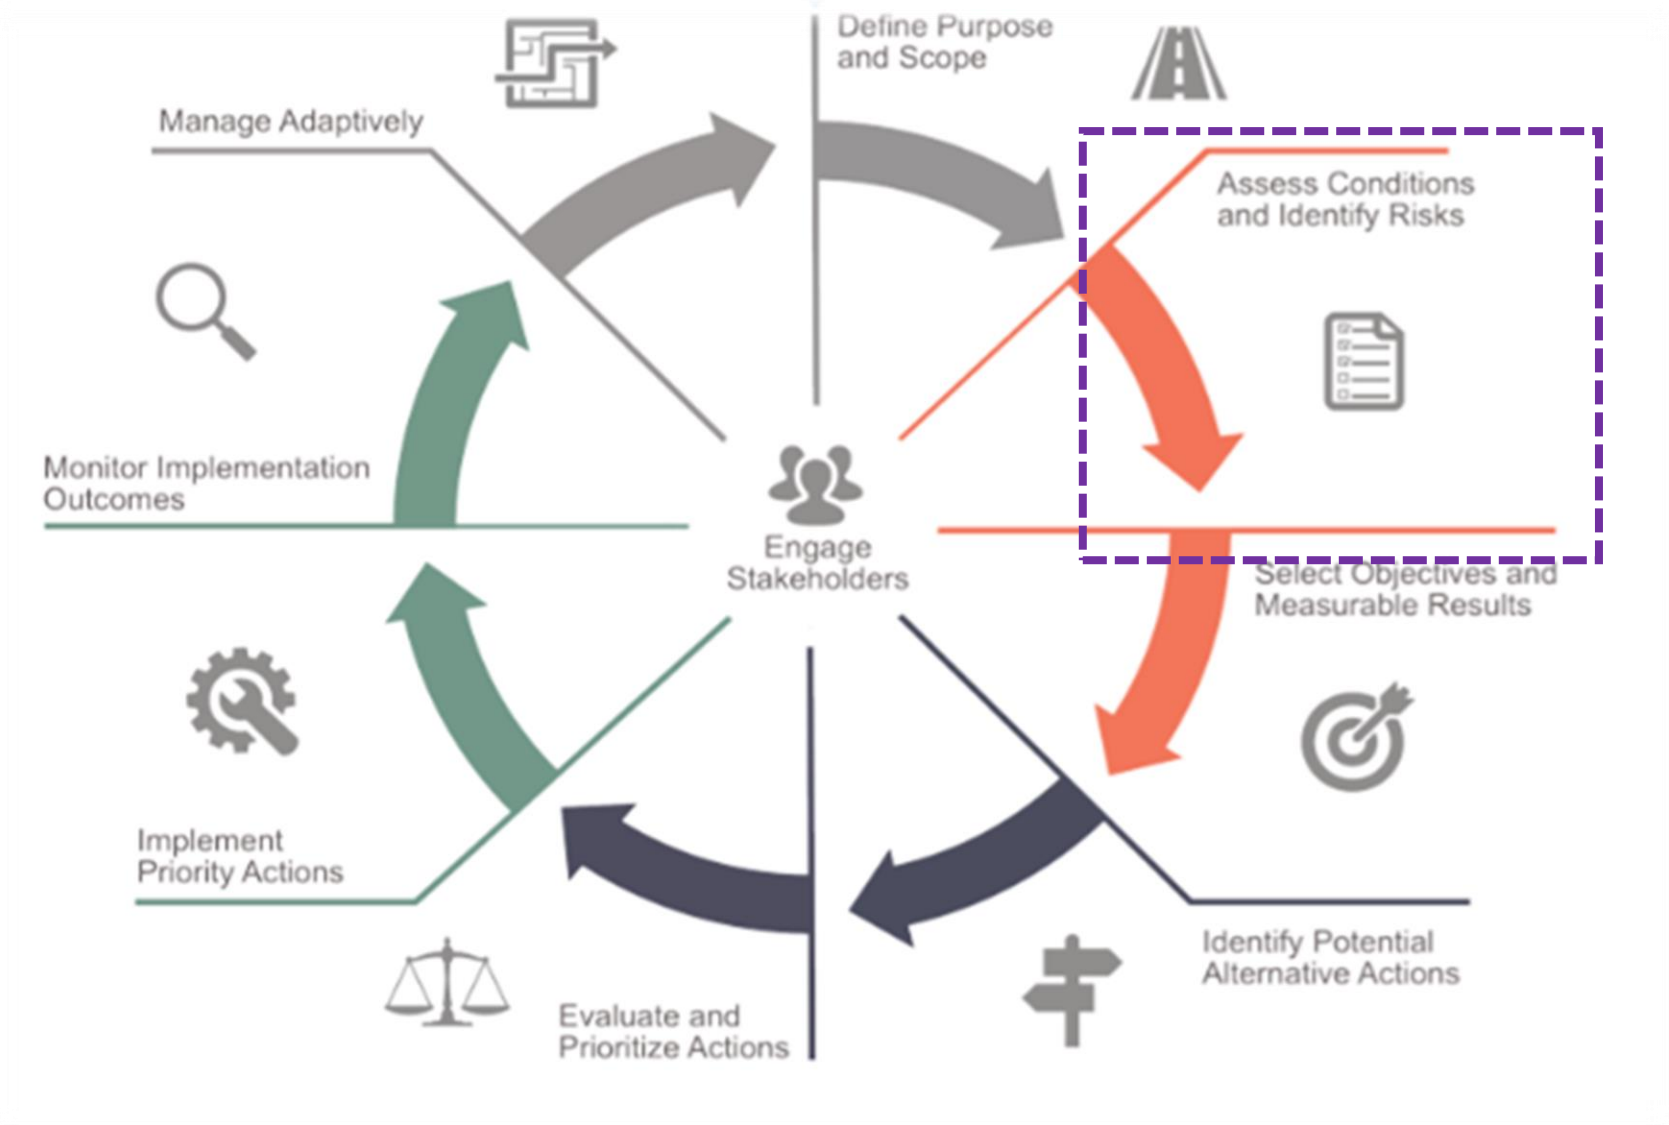 Define Purpose
and Scope
Assess Conditions
and Identify Risks
Select Objectives and
Measurable Results
Identify Potential
Alternative Actions
Evaluate and
Prioritize Actions
Implement
Priority Actions
Monitor Implementation
Outcomes
Manage Adaptively
Engage
Stakeholders